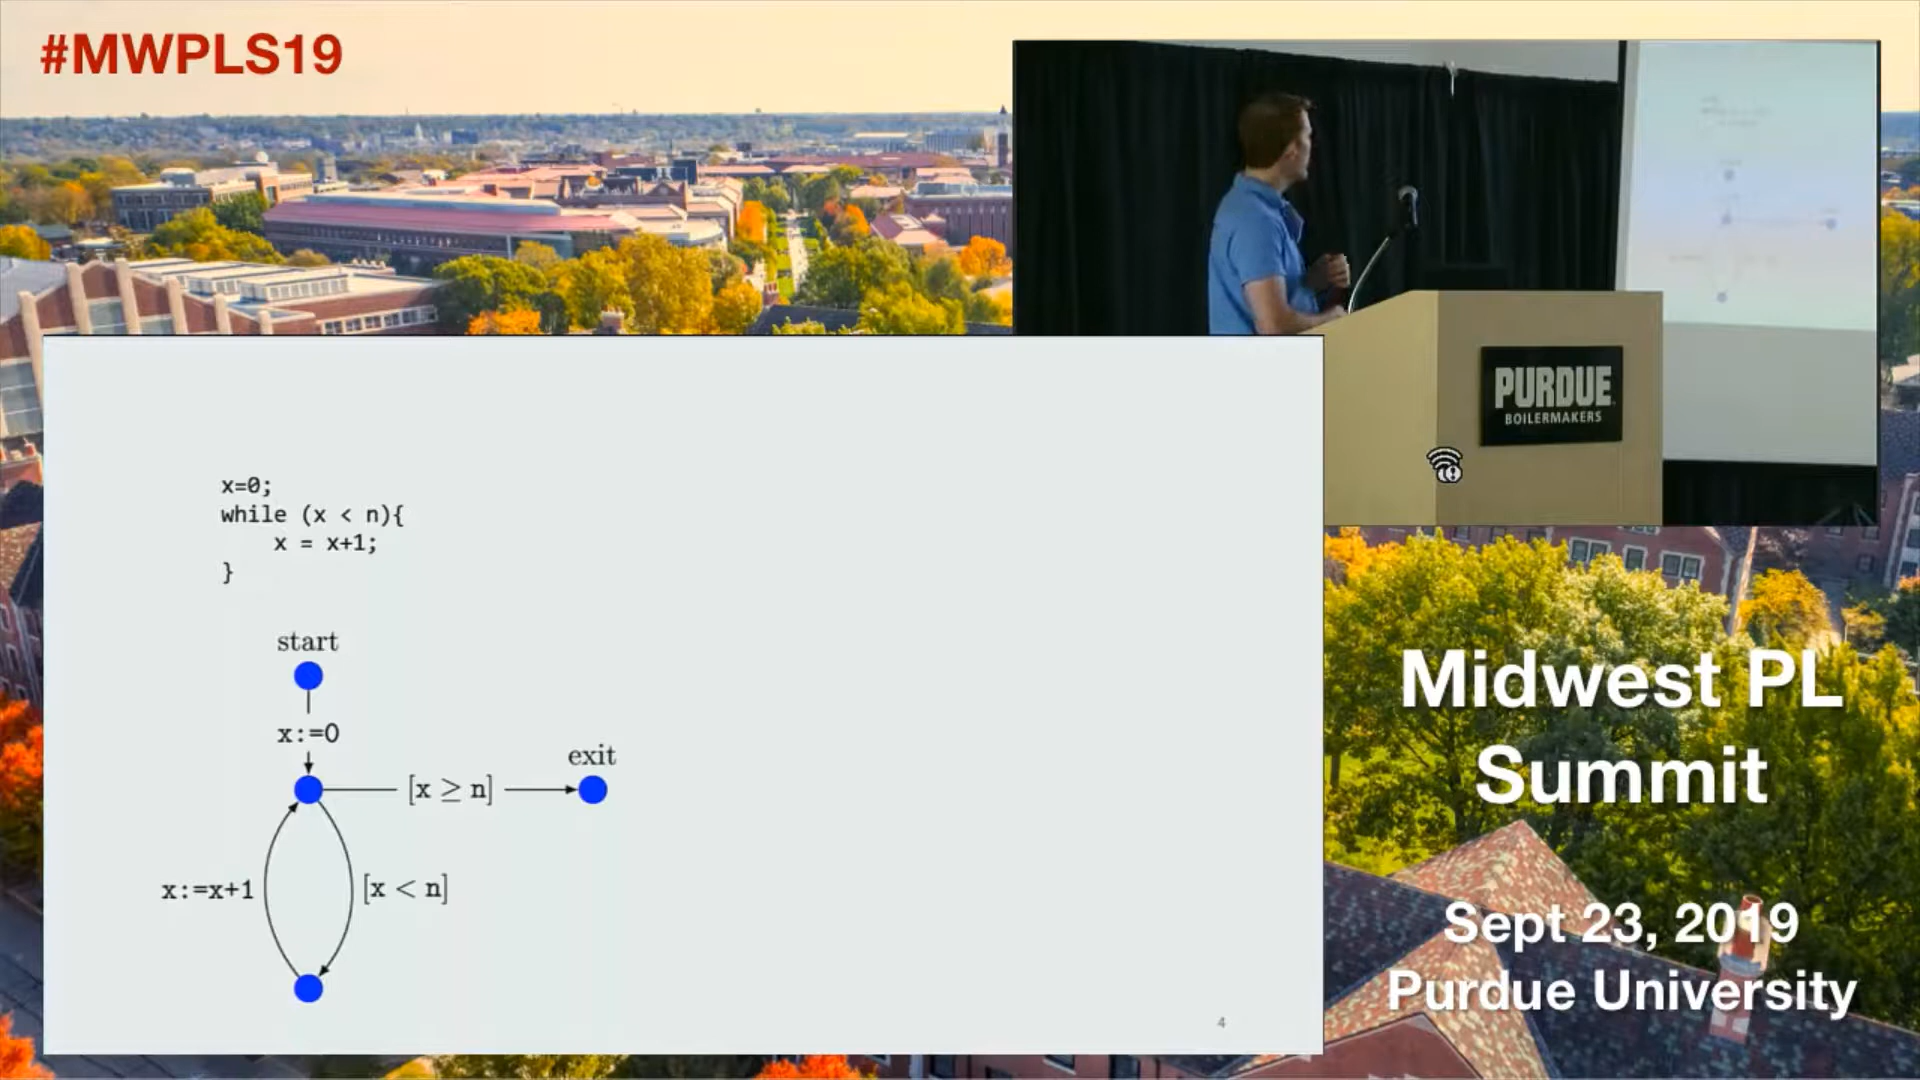 #MWPLS19
PURDUE
BOILERMAKERS
x=0;
while (x < n){
x = x+1;
}
start
x:=0
exit
[x ≥ n]
x:=x+1
[x < n]
4
Midwest PL
Summit
Sept 23, 2019
Purdue University